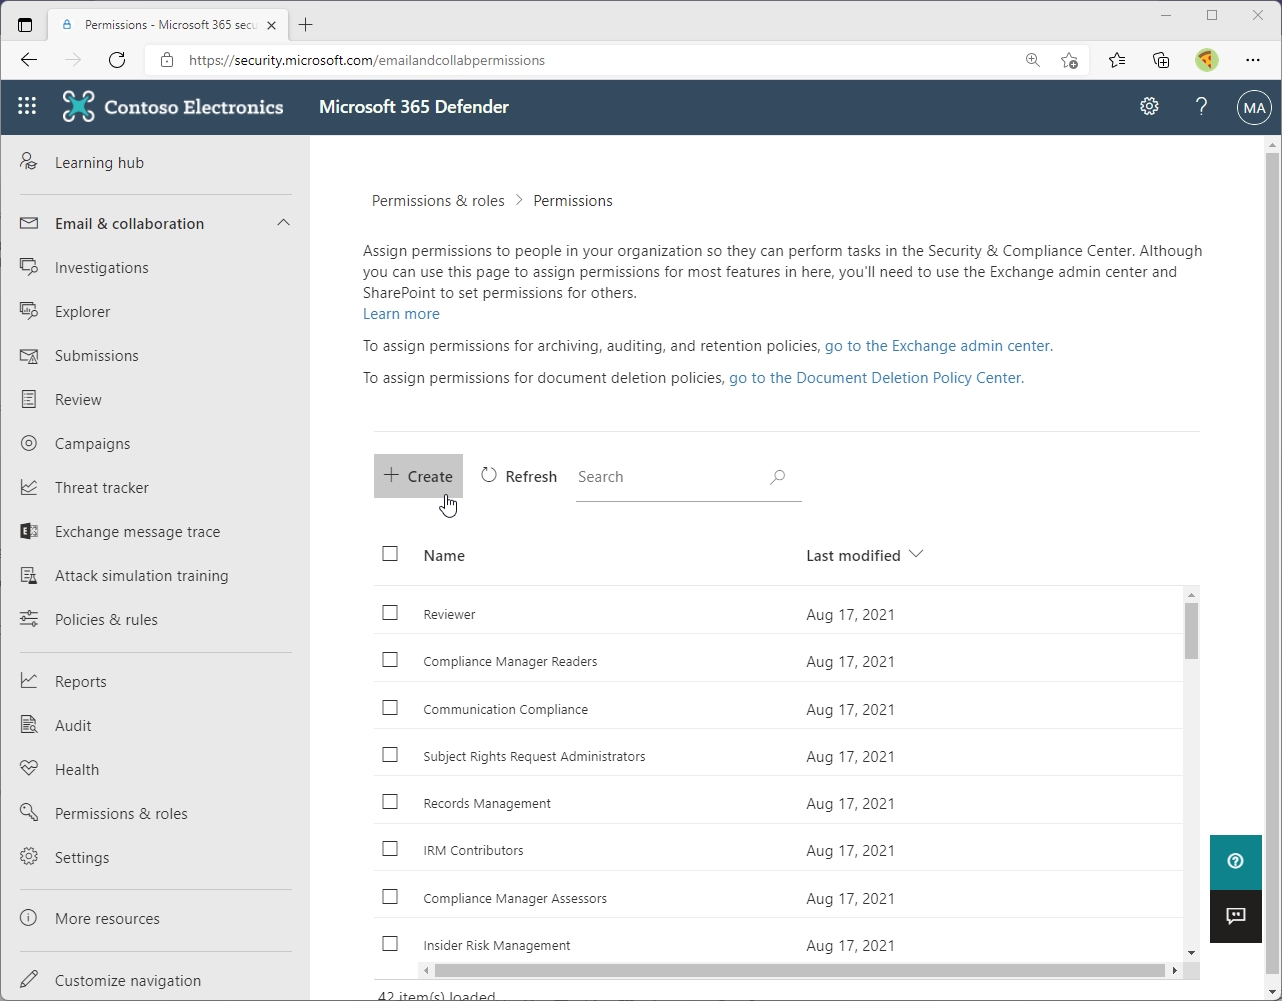 Permissions - Microsoft 365 secu
https://security.microsoft.com/emailandcollabpermissions
Contoso Electronics
Microsoft 365 Defender
?
MA
Learning hub
Email & collaboration
Investigations
Explorer
Submissions
Review
Campaigns
Threat tracker
Exchange message trace
Attack simulation training
Policies & rules
Reports
Audit
Health
Permissions & roles
Settings
More resources
Customize navigation
Permissions & roles > Permissions
Assign permissions to people in your organization so they can perform tasks in the Security & Compliance Center. Although
you can use this page to assign permissions for most features in here, you'll need to use the Exchange admin center and
SharePoint to set permissions for others.
Learn more
To assign permissions for archiving, auditing, and retention policies, go to the Exchange admin center.
To assign permissions for document deletion policies, go to the Document Deletion Policy Center.
+ Create Refresh Search
Name Last modified
Reviewer Aug 17, 2021
Compliance Manager Readers Aug 17, 2021
Communication Compliance Aug 17, 2021
Subject Rights Request Administrators Aug 17, 2021
Records Management Aug 17, 2021
IRM Contributors Aug 17, 2021
Compliance Manager Assessors Aug 17, 2021
Insider Risk Management Aug 17, 2021
42 item(s) loaded